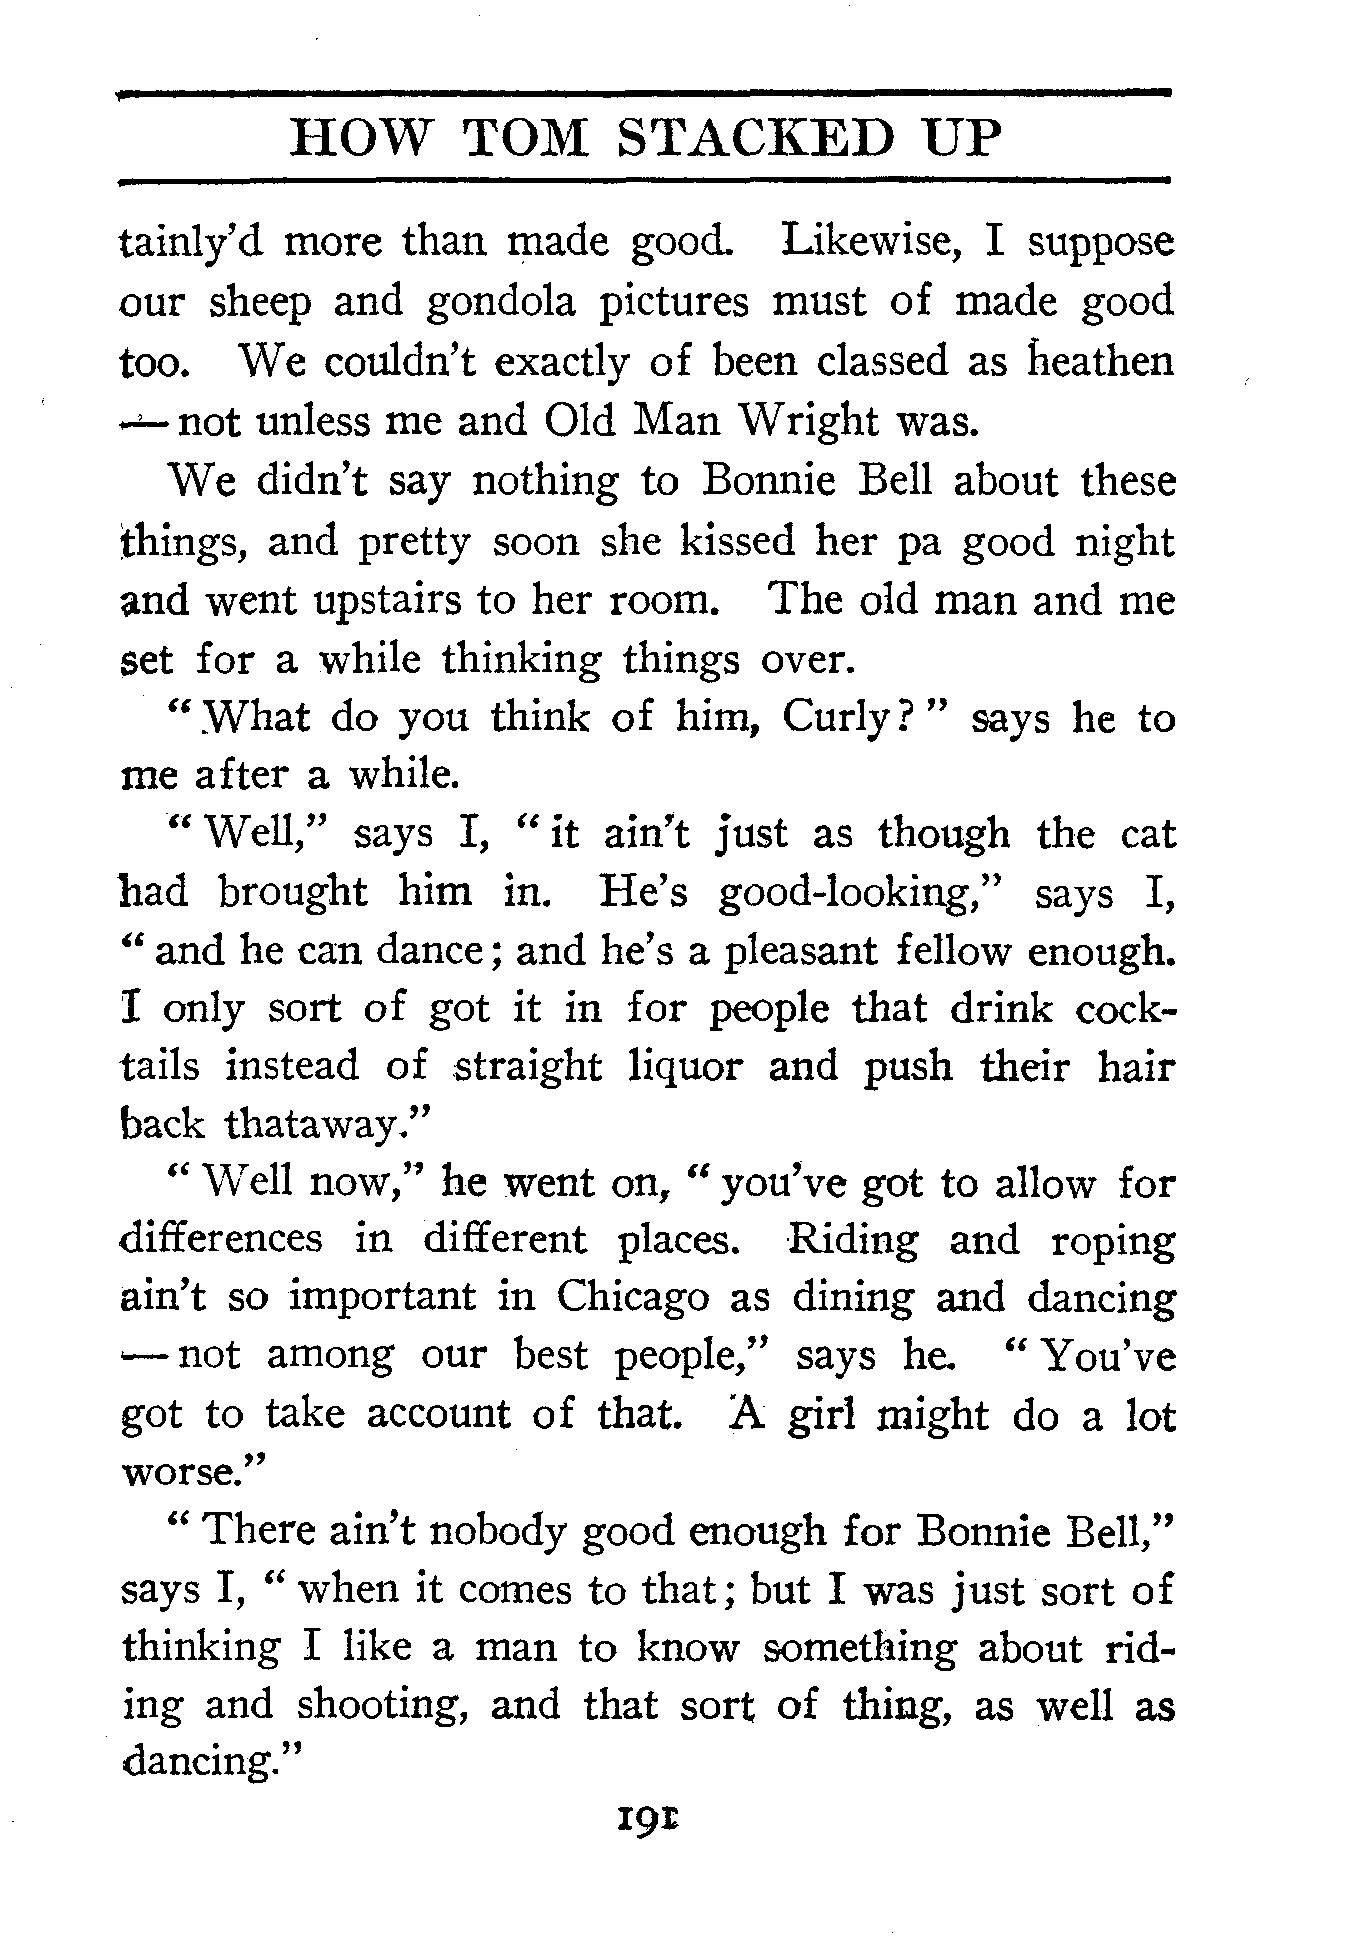 HOW TOM STACKED UP
tainly'd more than made good. Likewise, I suppose
our sheep and gondola pictures must of made good
too. We couldn't exactly of been classed as heathen
— not unless me and Old Man Wright was.
We didn't say nothing to Bonnie Bell about these
things, and pretty soon she kissed her pa good night
and went upstairs to her room. The old man and me
set for a while thinking things over.
“ What do you think of him, Curly? ” says he to
me after a while.
“ Well,” says I, “ it ain't just as though the cat
had brought him in. He's good-looking,” says I,
“ and he can dance; and he's a pleasant fellow enough.
I only sort of got it in for people that drink cock-
tails instead of straight liquor and push their hair
back thataway.”
“ Well now,” he went on, “ you've got to allow for
differences in different places. Riding and roping
ain't so important in Chicago as dining and dancing
— not among our best people,” says he. “ You've
got to take account of that. A girl might do a lot
worse.”
“ There ain't nobody good enough for Bonnie Bell,”
says I, “ when it comes to that; but I was just sort of
thinking I like a man to know something about rid-
ing and shooting, and that sort of thing, as well as
dancing.”
191